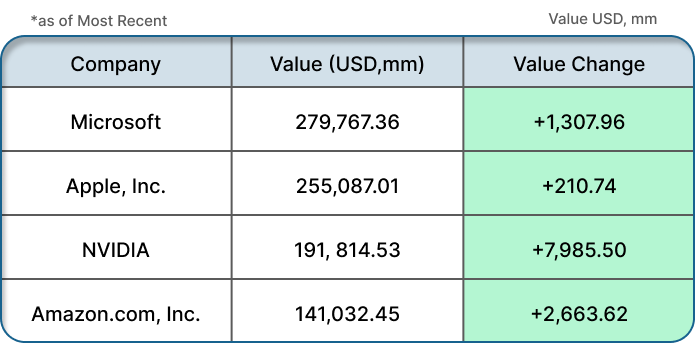 *as of Most Recent Value USD, mm
Company Value (USD,mm) Value Change
Microsoft 279,767.36 +1,307.96
Apple, Inc. 255,087.01 +210.74
NVIDIA 191, 814.53 +7,985.50
Amazon.com, Inc. 141,032.45 +2,663.62